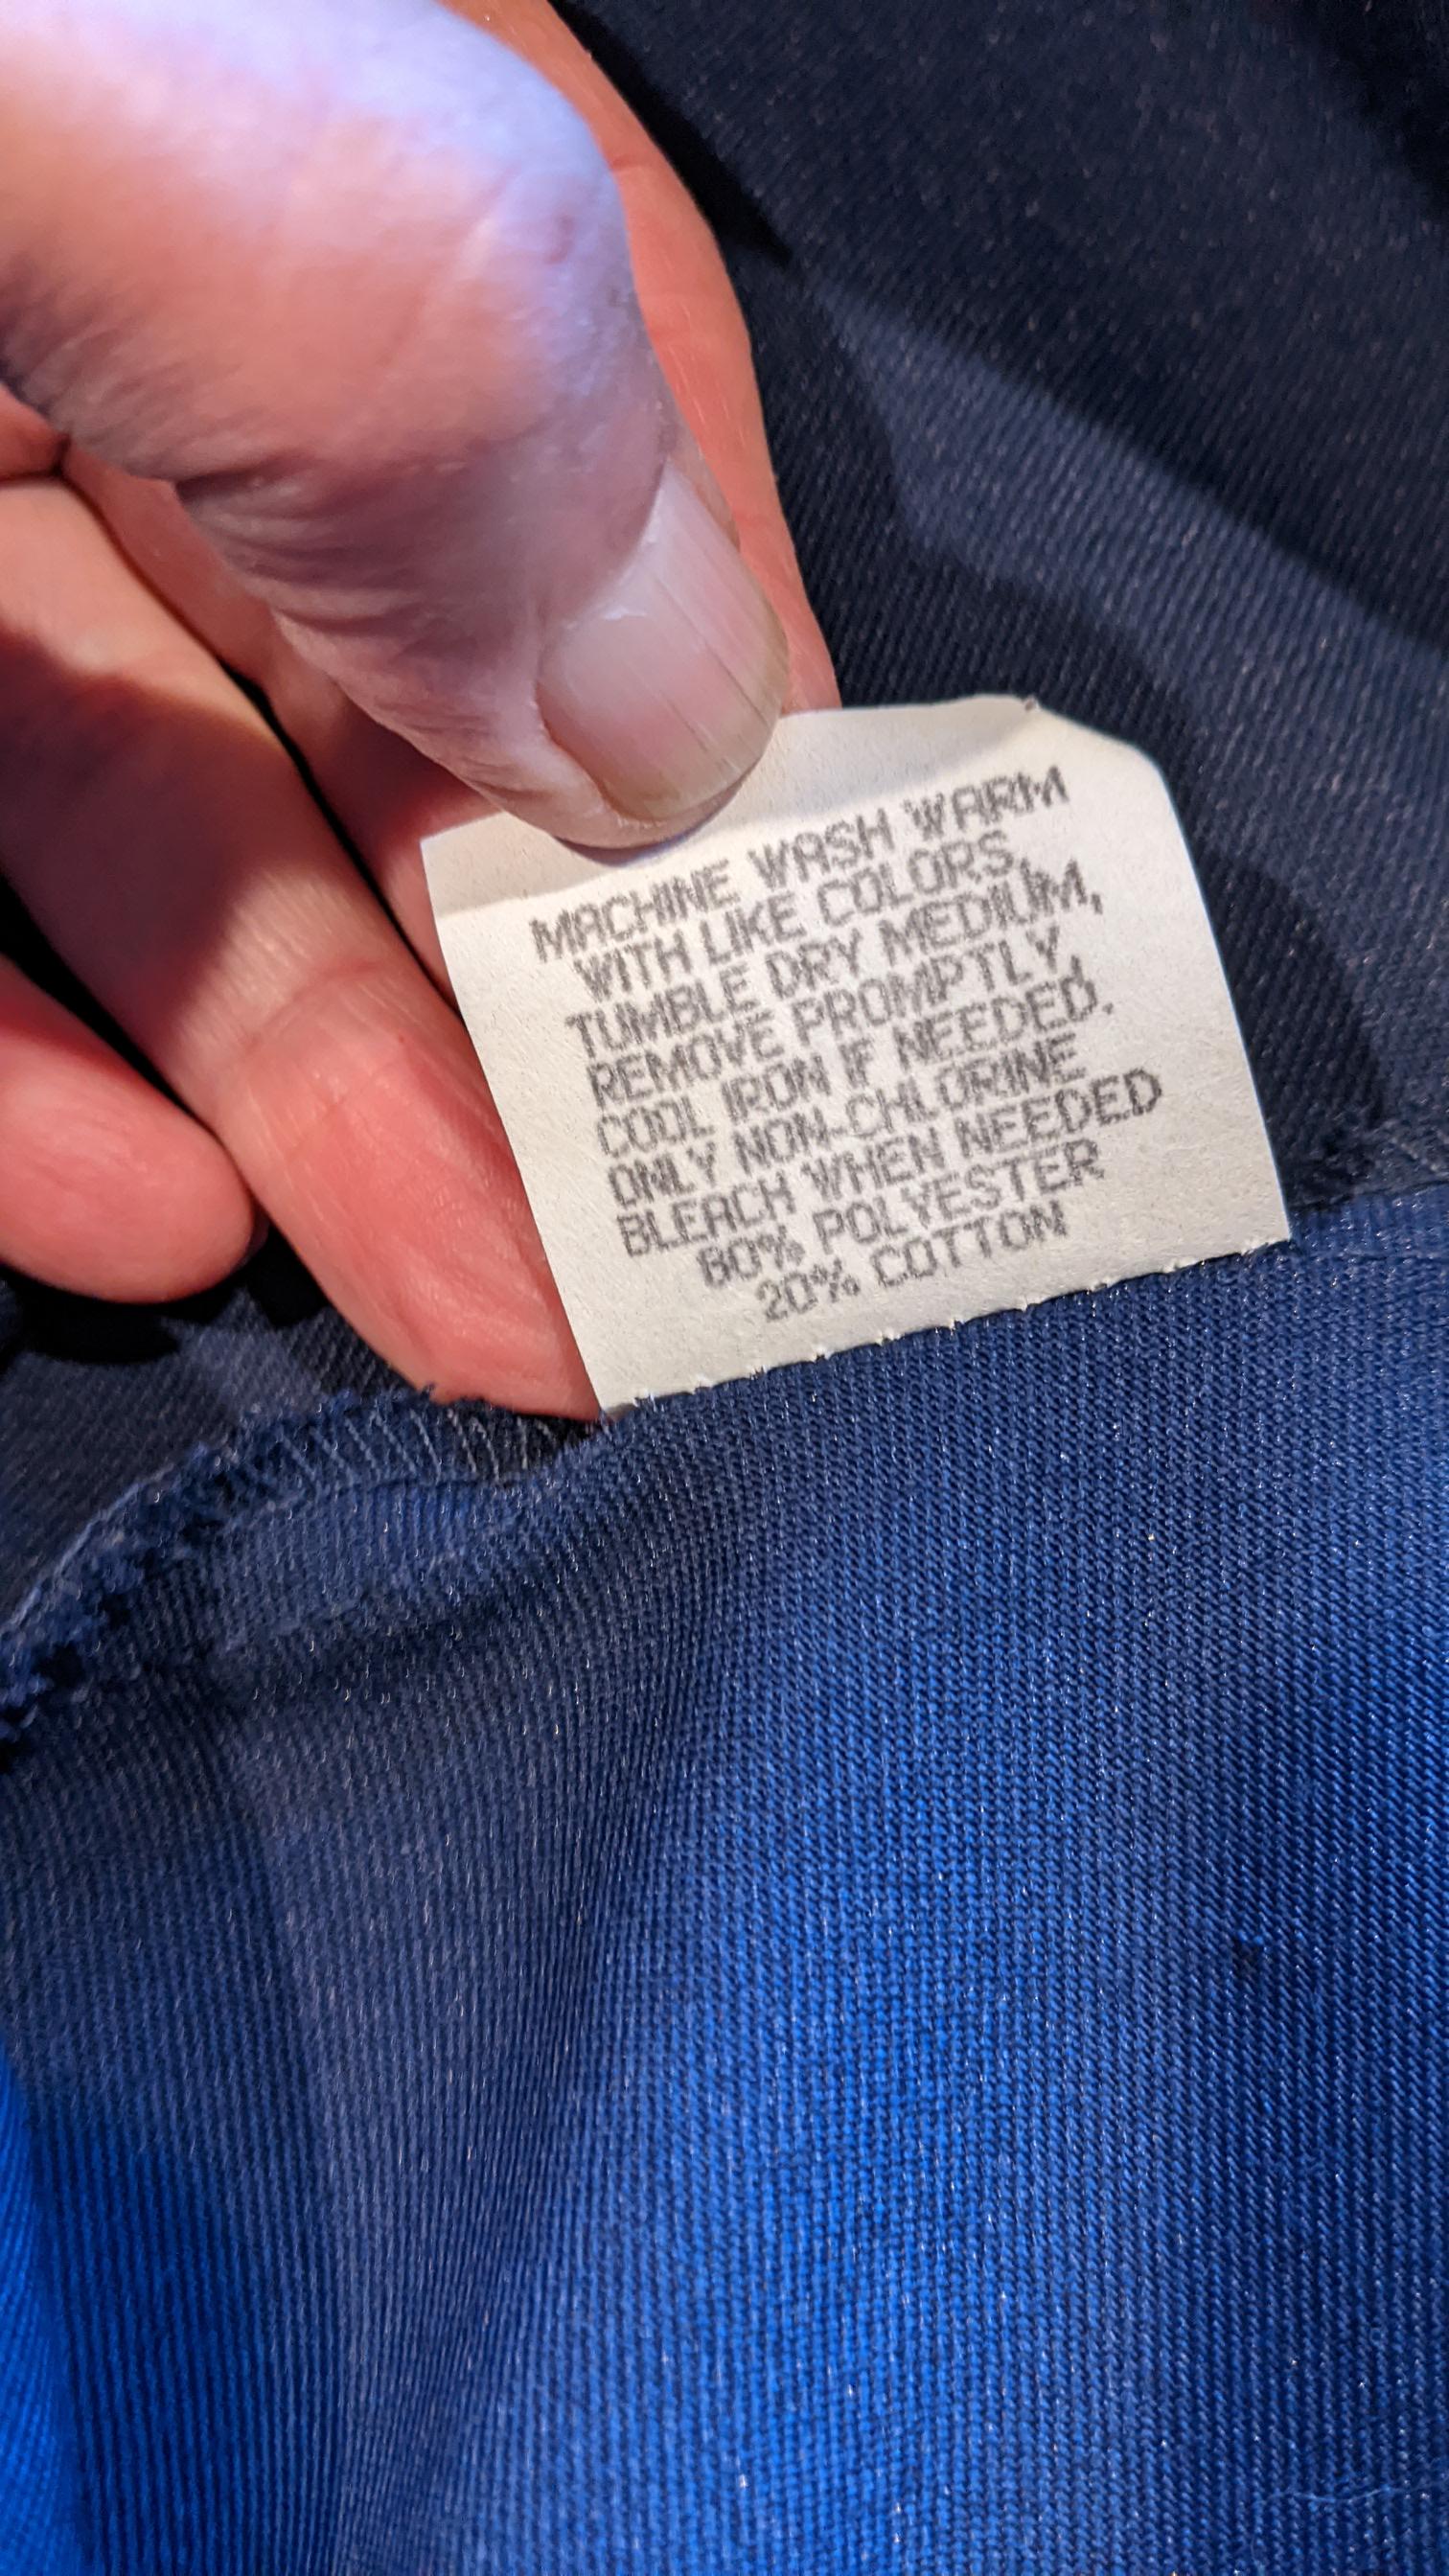 MACHINE WASH WARM
WITH LIKE COLORS,
TUMBLE DRY MEDIUM,
REMOVE PROMPTLY,
COOL IRON IF NEEDED.
ONLY NON-CHLORINE
BLEACH WHEN NEEDED
80% POLYESTER
20% COTTON